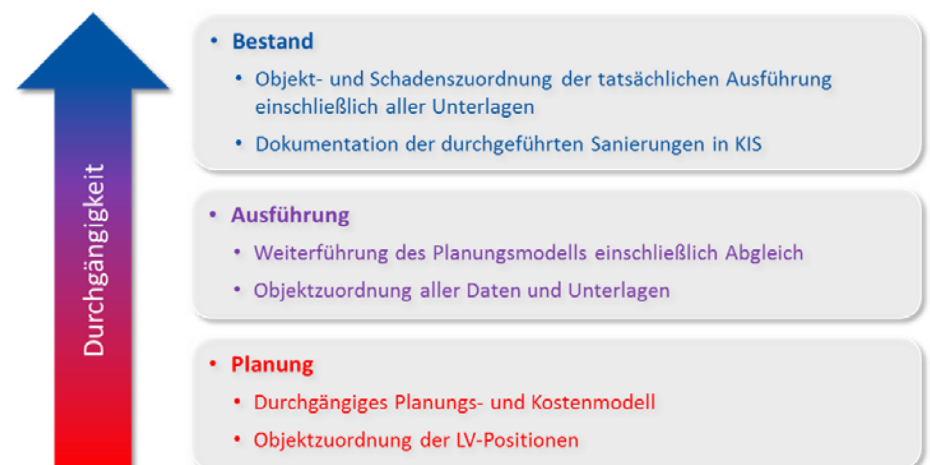 Durchgängigkeit
• Bestand
• Objekt- und Schadenszuordnung der tatsächlichen Ausführung
einschließlich aller Unterlagen
• Dokumentation der durchgeführten Sanierungen in KIS
• Ausführung
• Weiterführung des Planungsmodells einschließlich Abgleich
• Objektzuordnung aller Daten und Unterlagen
• Planung
• Durchgängiges Planungs- und Kostenmodell
• Objektzuordnung der LV-Positionen